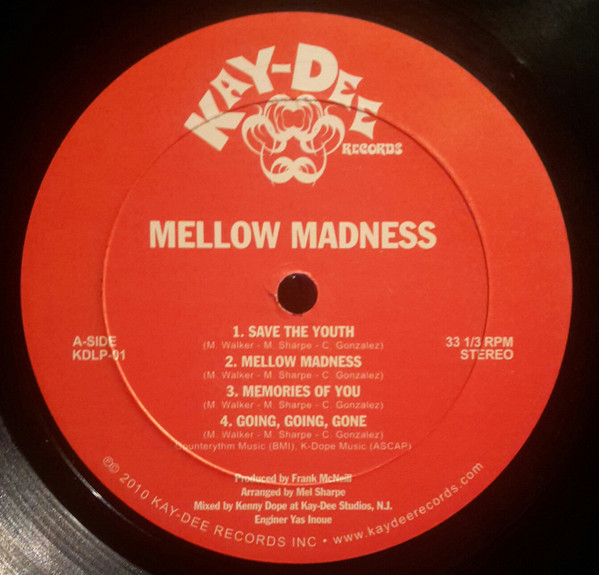 KAY-DEE
RECORDS
MELLOW MADNESS
A-SIDE
KDLP-01
33 1/3 RPM
STEREO
1. SAVE THE YOUTH
(M. Walker - M. Sharpe - C. Gonzalez)
2. MELLOW MADNESS
(M. Walker - M. Sharpe - C. Gonzalez)
3. MEMORIES OF YOU
(M. Walker - M. Sharpe - C. Gonzalez)
4. GOING, GOING, GONE
(M. Walker - M. Sharpe - C. Gonzalez)
Counterythm Music (BMI), K-Dope Music (ASCAP)
Produced by Frank McNeill
Arranged by Mel Sharpe
Mixed by Kenny Dope at Kay-Dee Studios, N.J.
Enginer Yas Inoue
℗© 2010 KAY-DEE RECORDS INC • www.kaydeerecords.com